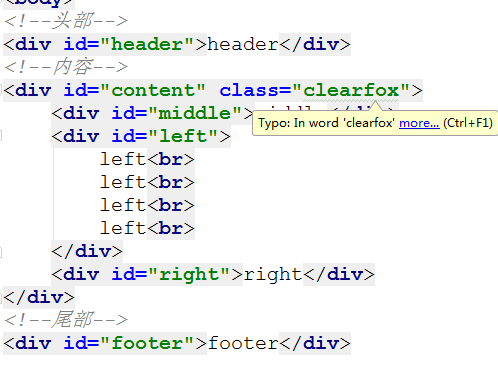 <body>
<!--头部-->
<div id="header">header</div>
<!--内容-->
<div id="content" class="clearfox">
<div id="middle">
Typo: In word 'clearfox' more... (Ctrl+F1)
<div id="left">
left<br>
left<br>
left<br>
left<br>
</div>
<div id="right">right</div>
</div>
<!--尾部-->
<div id="footer">footer</div>